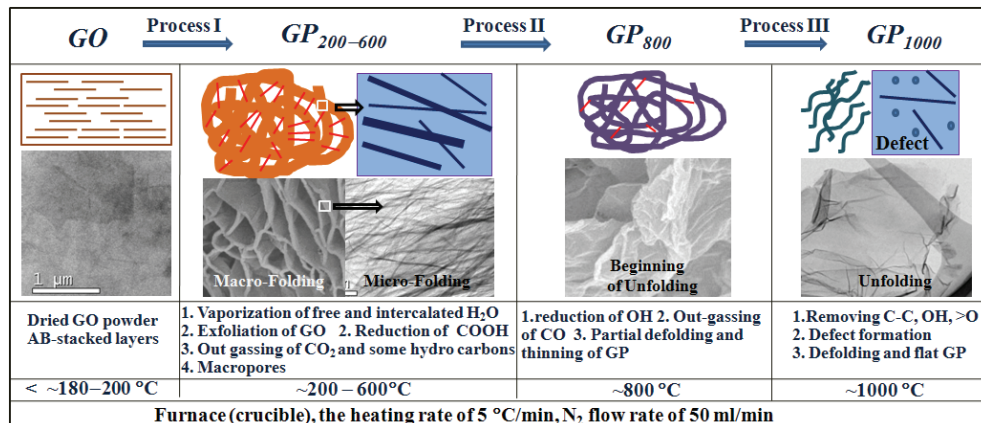 GO Process I GP200–600 Process II GP800 Process III GP1000
Defect
1 μm
Macro-Folding
Micro-Folding
Beginning
of Unfolding
Unfolding
Dried GO powder
AB-stacked layers
1. Vaporization of free and intercalated H2O
2. Exfoliation of GO 2. Reduction of COOH
3. Out gassing of CO2 and some hydro carbons
4. Macropores
1.reduction of OH 2. Out-gassing
of CO 3. Partial defolding and
thinning of GP
1.Removing C-C, OH, >O
2. Defect formation
3. Defolding and flat GP
< ~180–200 °C
~200–600°C
~800°C
~1000°C
Furnace (crucible), the heating rate of 5 °C/min, N2 flow rate of 50 ml/min